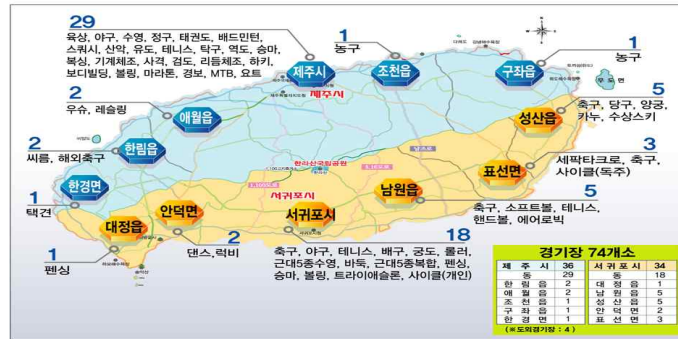 29
육상, 야구, 수영, 정구, 태권도, 배드민턴,
스쿼시, 산악, 유도, 테니스, 탁구, 역도, 승마,
복싱, 기계체조, 사격, 검도, 리듬체조, 하키,
보디빌딩, 볼링, 마라톤, 경보, MTB, 요트
제주시
제주시
1
농구
조천읍
1
농구
구좌읍
우도면
2
우슈, 레슬링
애월읍
5
축구, 당구, 양궁,
카누, 수상스키
성산읍
2
씨름, 해외축구
한림읍
한라산국립공원
3
세팍타크로, 축구,
사이클(독주)
표선면
1
택견
한경면
서귀포시
5
축구, 소프트볼, 테니스,
핸드볼, 에어로빅
남원읍
1
펜싱
대정읍
안덕면
2
댄스,럭비
서귀포시
18
축구, 야구, 테니스, 배구, 궁도, 롤러,
근대5종수영, 바둑, 근대5종복합, 펜싱,
승마, 볼링, 트라이애슬론, 사이클(개인)
경기장 74개소
제 주 시 36 서귀포시 34
동 29 동 18
한 림 읍 2 대 정 읍 1
애 월 읍 2 남 원 읍 5
조 천 읍 1 성 산 읍 5
구 좌 읍 1 안 덕 면 2
한 경 면 1 표 선 면 3
(※도외경기장 : 4)